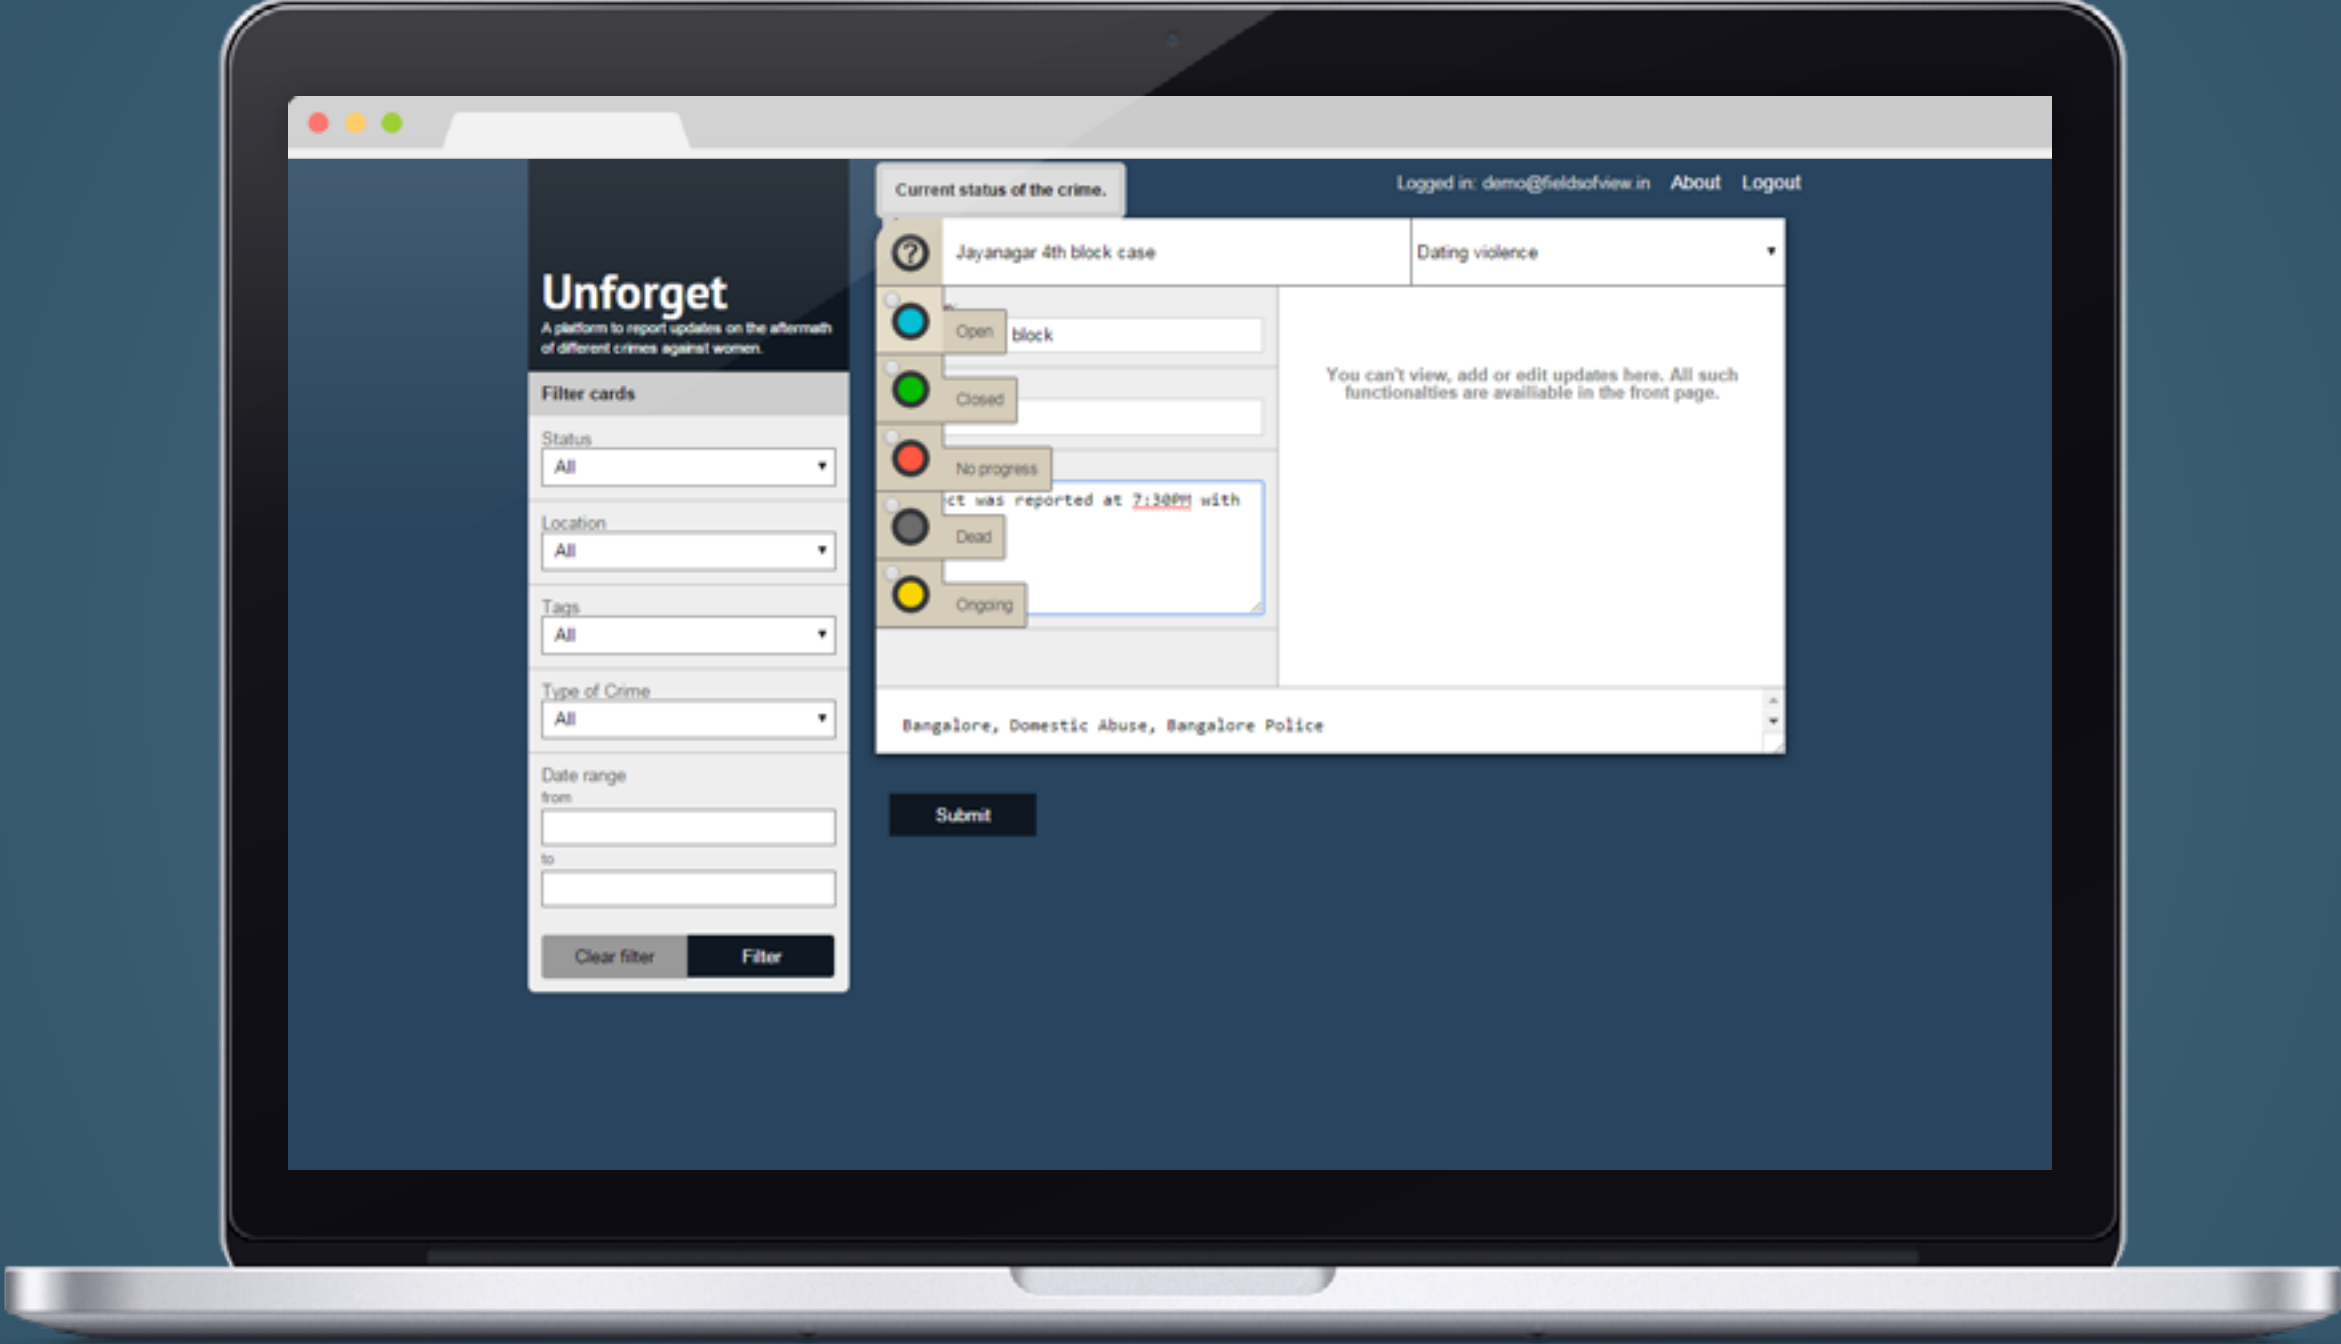 Current status of the crime.
Logged in: demo@fieldsofview.in About Logout
Unforget
A platform to report updates on the aftermath
of different crimes against women.
Filter cards
Status
All
Location
All
Tags
All
Type of Crime
All
Date range
from
to
Clear filter Filter
? Jayanagar 4th block case Dating violence
Open block
Closed
No progress
ct was reported at 7:30PM with
Dead
Ongoing
You can't view, add or edit updates here. All such
functionalties are availiable in the front page.
Bangalore, Domestic Abuse, Bangalore Police
Submit